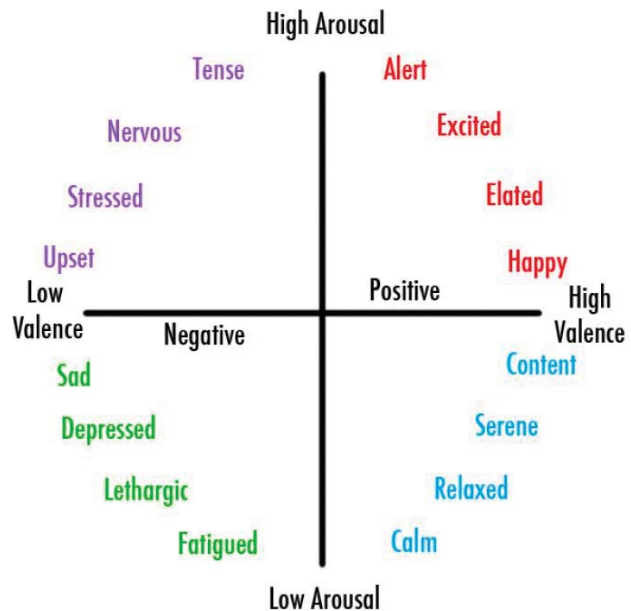 High Arousal
Tense
Alert
Nervous
Excited
Stressed
Elated
Upset
Happy
Low
Valence
Negative
Positive
High
Valence
Sad
Content
Depressed
Serene
Lethargic
Relaxed
Fatigued
Calm
Low Arousal